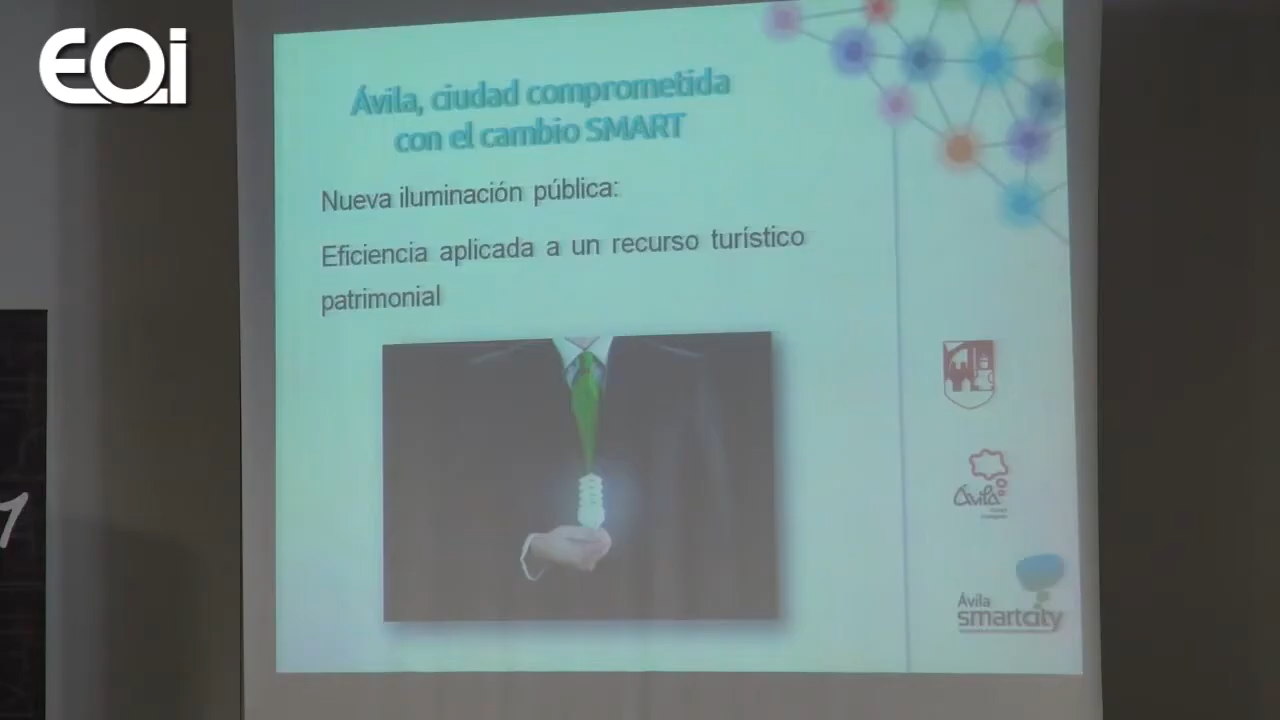 EOi
Ávila, ciudad comprometida
con el cambio SMART
Nueva iluminación pública:
Eficiencia aplicada a un recurso turístico
patrimonial
Ávila
Ávila
smartcity